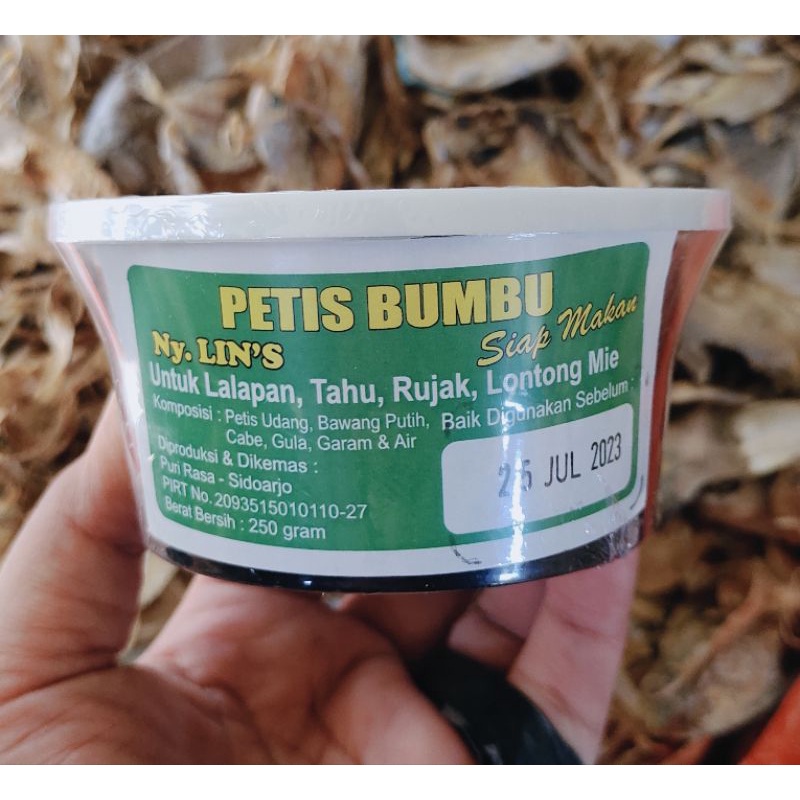 PETIS BUMBU
Siap Makan
Ny. LIN'S
Untuk Lalapan, Tahu, Rujak, Lontong Mie
Komposisi : Petis Udang, Bawang Putih,
Cabe, Gula, Garam & Air
Baik Digunakan Sebelum :
25 JUL 2023
Diproduksi & Dikemas :
Puri Rasa - Sidoarjo
PIRT No. 2093515010110-27
Berat Bersih : 250 gram